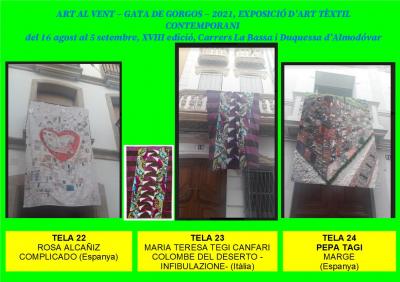 ART AL VENT – GATA DE GORGOS – 2021, EXPOSICIÓ D'ART TÈXTIL
CONTEMPORANI
del 16 agost al 5 setembre, XVIII edició, Carrers La Bassa i Duquessa d'Almodóvar
TELA 22
ROSA ALCAÑIZ
COMPLICADO (Espanya)
TELA 23
MARIA TERESA TEGI CANFARI
COLOMBE DEL DESERTO -
INFIBULAZIONE- (Itàlia)
TELA 24
PEPA TAGI
MARGE
(Espanya)